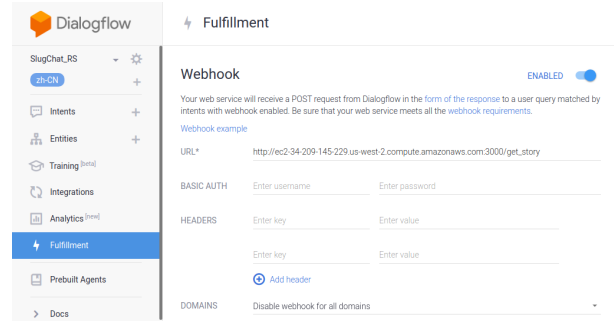 Dialogflow
SlugChat_RS
zh-CN
Intents
Entities
Training [beta]
Integrations
Analytics [new]
Fulfillment
Prebuilt Agents
Docs
Fulfillment
Webhook
ENABLED
Your web service will receive a POST request from Dialogflow in the form of the response to a user query matched by
intents with webhook enabled. Be sure that your web service meets all the webhook requirements.
Webhook example
URL* http://ec2-34-209-145-229.us-west-2.compute.amazonaws.com:3000/get_story
BASIC AUTH Enter username Enter password
HEADERS Enter key Enter value
Enter key Enter value
Add header
DOMAINS Disable webhook for all domains